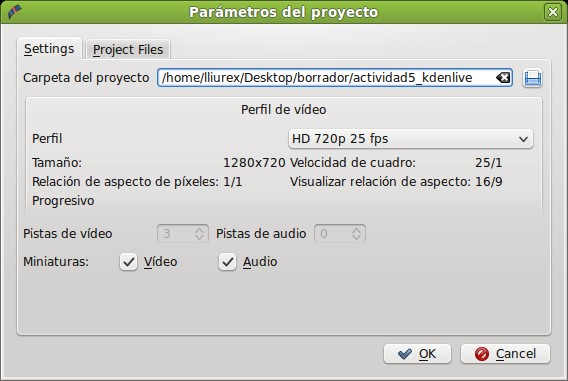 Parámetros del proyecto
Settings Project Files
Carpeta del proyecto /home/lliurex/Desktop/borrador/actividad5_kdenlive
Perfil de vídeo
Perfil HD 720p 25 fps
Tamaño: 1280x720 Velocidad de cuadro: 25/1
Relación de aspecto de píxeles: 1/1 Visualizar relación de aspecto: 16/9
Progresivo
Pistas de vídeo 3 Pistas de audio 0
Miniaturas: Vídeo Audio
OK Cancel